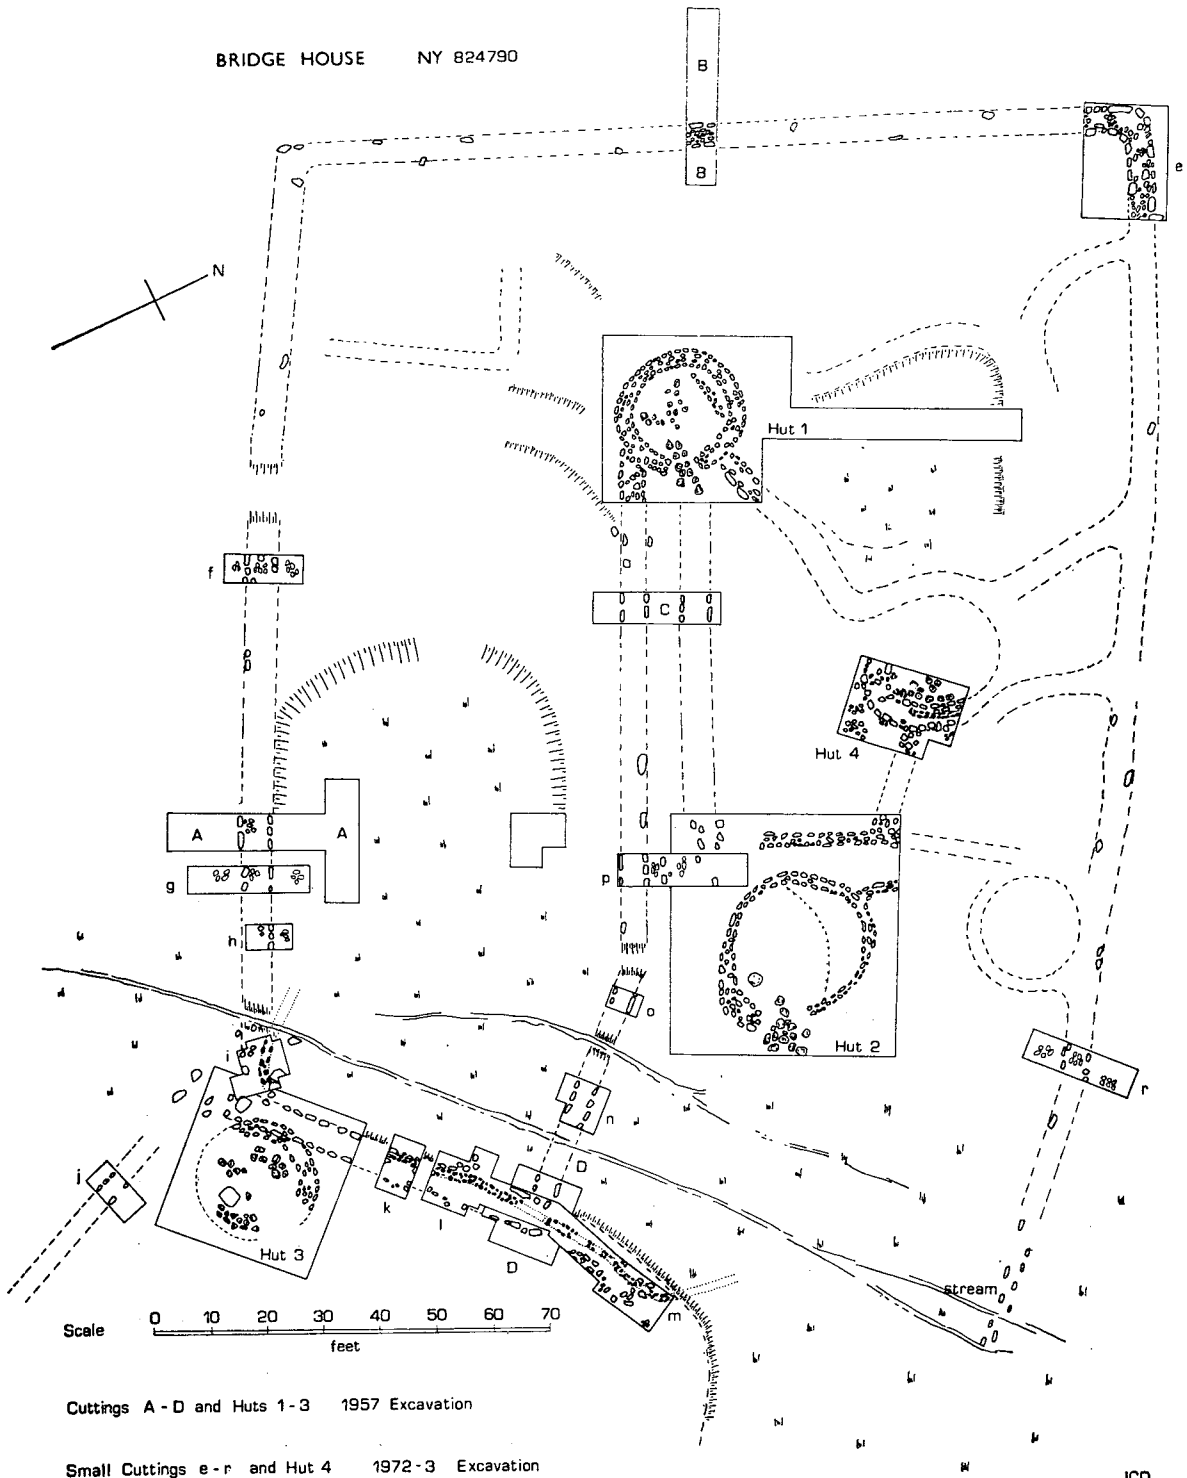 BRIDGE HOUSE NY 824790
B
B
e
N
Hut 1
f
C
Hut 4
A
A
g
p
h
o
Hut 2
i
r
n
j
D
k
l
Hut 3
D
stream
m
Scale
0 10 20 30 40 50 60 70
feet
Cuttings A - D and Huts 1 - 3 1957 Excavation
Small Cuttings e - r and Hut 4 1972-3 Excavation